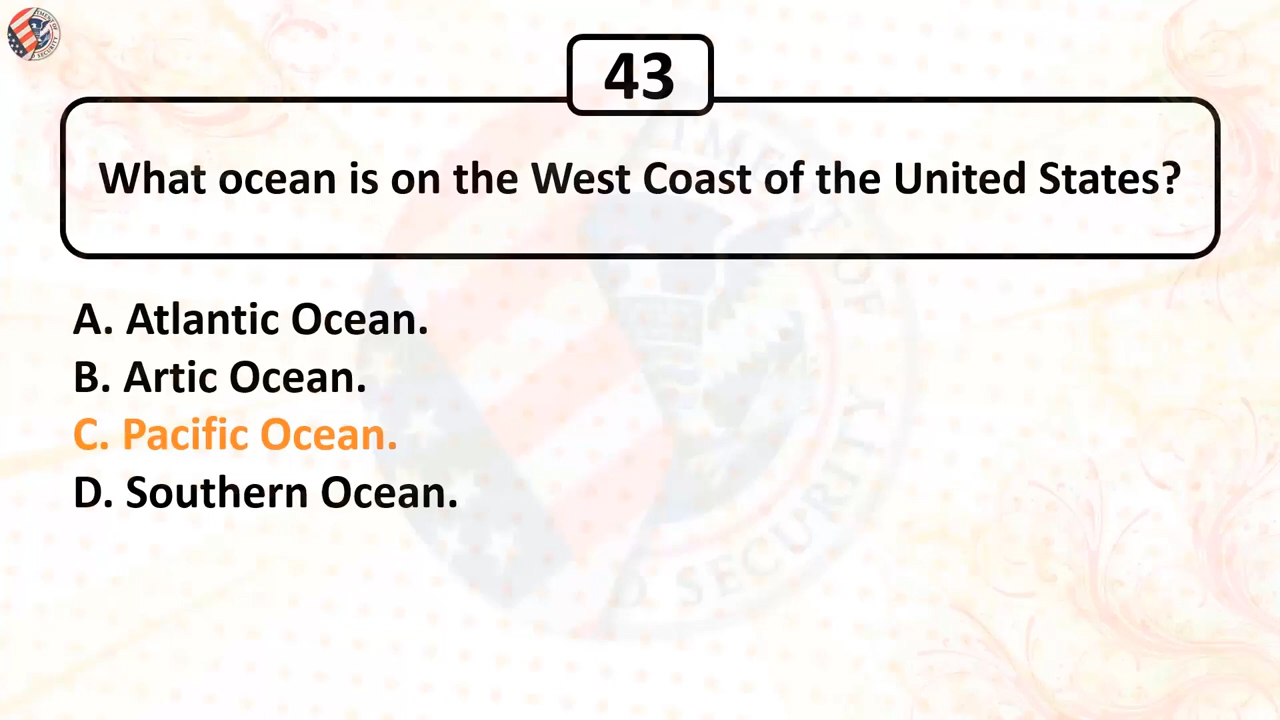 43
What ocean is on the West Coast of the United States?
A. Atlantic Ocean.
B. Artic Ocean.
C. Pacific Ocean.
D. Southern Ocean.
SECURITY